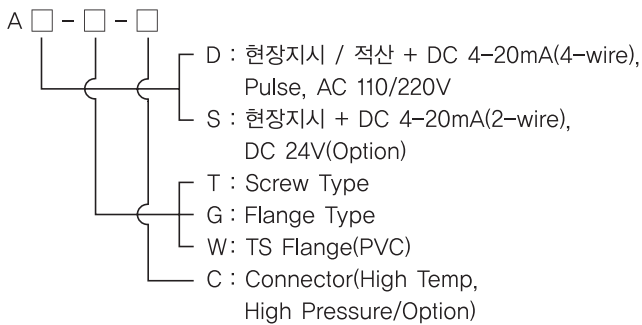 A □ - □ - □
D : 현장지시 / 적산 + DC 4-20mA(4-wire),
Pulse, AC 110/220V
S : 현장지시 + DC 4-20mA(2-wire),
DC 24V(Option)
T : Screw Type
G : Flange Type
W : TS Flange(PVC)
C : Connector(High Temp,
High Pressure/Option)